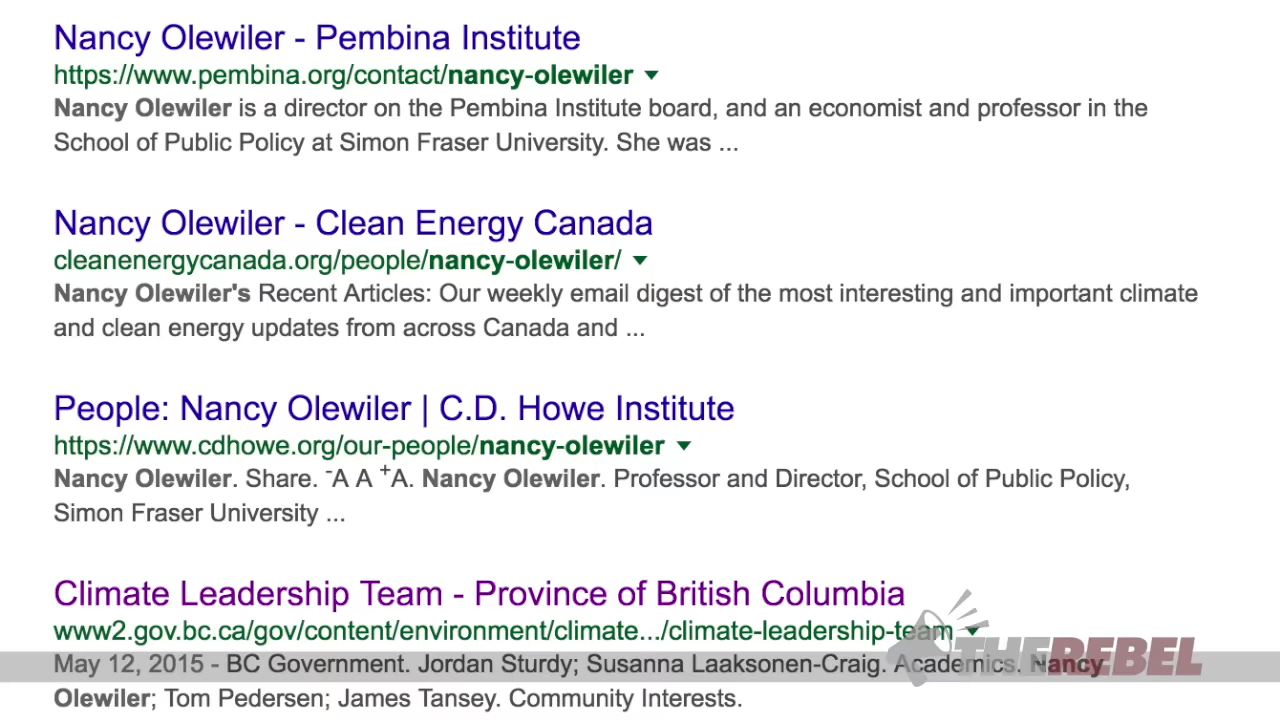 Nancy Olewiler - Pembina Institute
https://www.pembina.org/contact/nancy-olewiler
Nancy Olewiler is a director on the Pembina Institute board, and an economist and professor in the
School of Public Policy at Simon Fraser University. She was ...
Nancy Olewiler - Clean Energy Canada
cleanenergycanada.org/people/nancy-olewiler/
Nancy Olewiler's Recent Articles: Our weekly email digest of the most interesting and important climate
and clean energy updates from across Canada and ...
People: Nancy Olewiler | C.D. Howe Institute
https://www.cdhowe.org/our-people/nancy-olewiler
Nancy Olewiler. Share. -A A +A. Nancy Olewiler. Professor and Director, School of Public Policy,
Simon Fraser University ...
Climate Leadership Team - Province of British Columbia
www2.gov.bc.ca/gov/content/environment/climate.../climate-leadership-team
THEREBEL
May 12, 2015 - BC Government. Jordan Sturdy; Susanna Laaksonen-Craig. Academics. Nancy
Olewiler; Tom Pedersen; James Tansey. Community Interests.